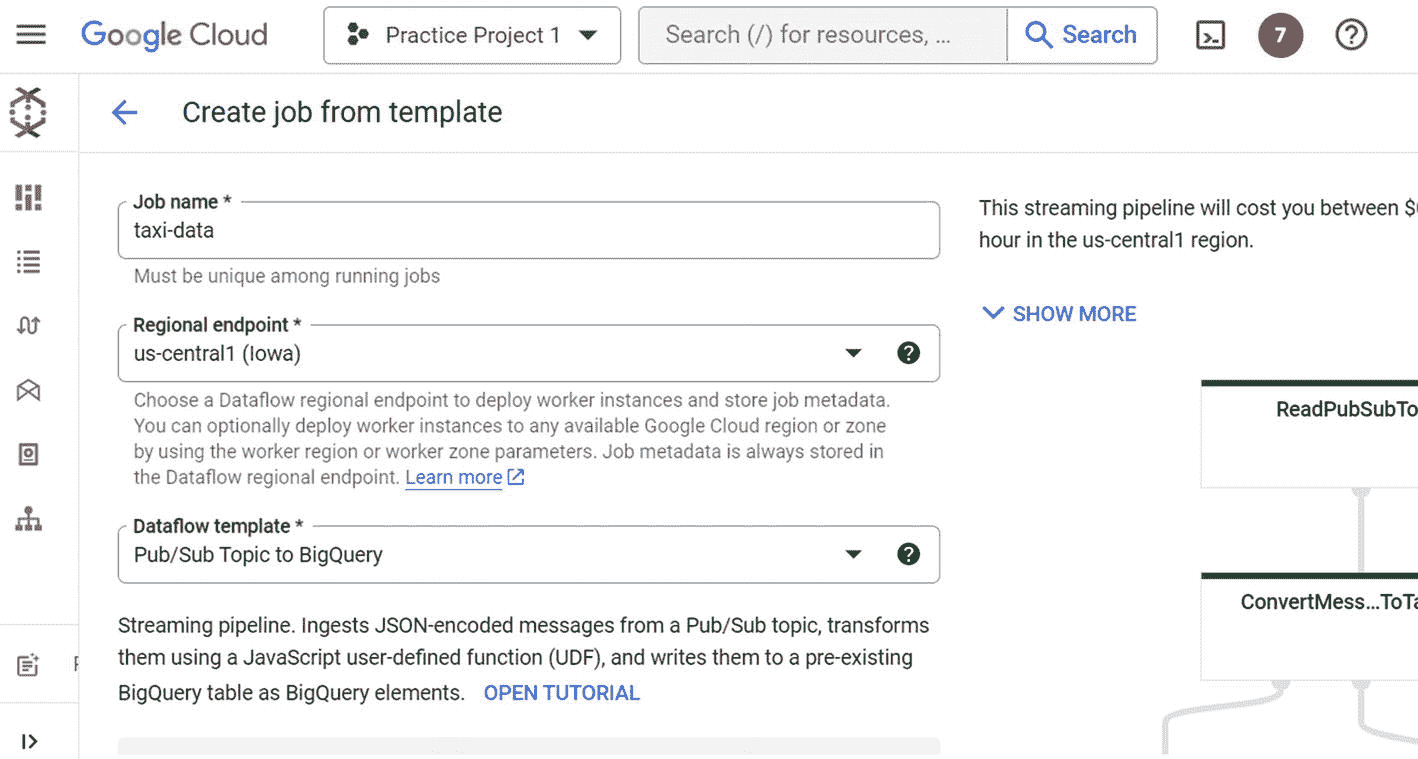 Google Cloud
Practice Project 1
Search (/) for resources, ...
Search
7
Create job from template
Job name *
taxi-data
Must be unique among running jobs
Regional endpoint *
us-central1 (Iowa)
Choose a Dataflow regional endpoint to deploy worker instances and store job metadata.
You can optionally deploy worker instances to any available Google Cloud region or zone
by using the worker region or worker zone parameters. Job metadata is always stored in
the Dataflow regional endpoint. Learn more
Dataflow template *
Pub/Sub Topic to BigQuery
Streaming pipeline. Ingests JSON-encoded messages from a Pub/Sub topic, transforms
them using a JavaScript user-defined function (UDF), and writes them to a pre-existing
BigQuery table as BigQuery elements. OPEN TUTORIAL
This streaming pipeline will cost you between $
hour in the us-central1 region.
SHOW MORE
ReadPubSubTo
ConvertMess...ToTa